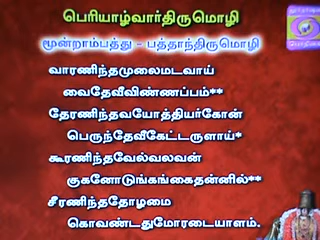 பெரியாழ்வார்திருமொழி
மூன்றாம்பத்து - பத்தாந்திருமொழி
வாரணிந்தமுலைமடவாய்
வைதேவீவிண்ணப்பம்**
தேரணிந்தவயோத்தியர்கோன்
பெருந்தேவீகேட்டருளாய்*
கூரணிந்தவேல்வலவன்
குகனோடுங்கங்கைதன்னில்**
சீரணிந்ததோழமை
கொவண்டதுமோரடையாளம்.